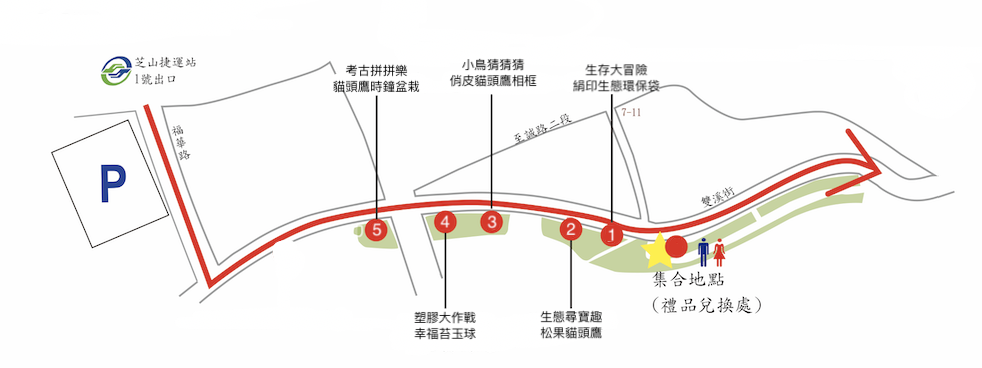 芝山捷運站
1號出口
P
福華路
考古拼拼樂
貓頭鷹時鐘盆栽
小鳥猜猜猜
俏皮貓頭鷹相框
生存大冒險
絹印生態環保袋
7-11
至誠路二段
雙溪街
5
4
3
2
1
集合地點
(禮品兌換處)
塑膠大作戰
幸福苔玉球
生態尋寶趣
松果貓頭鷹